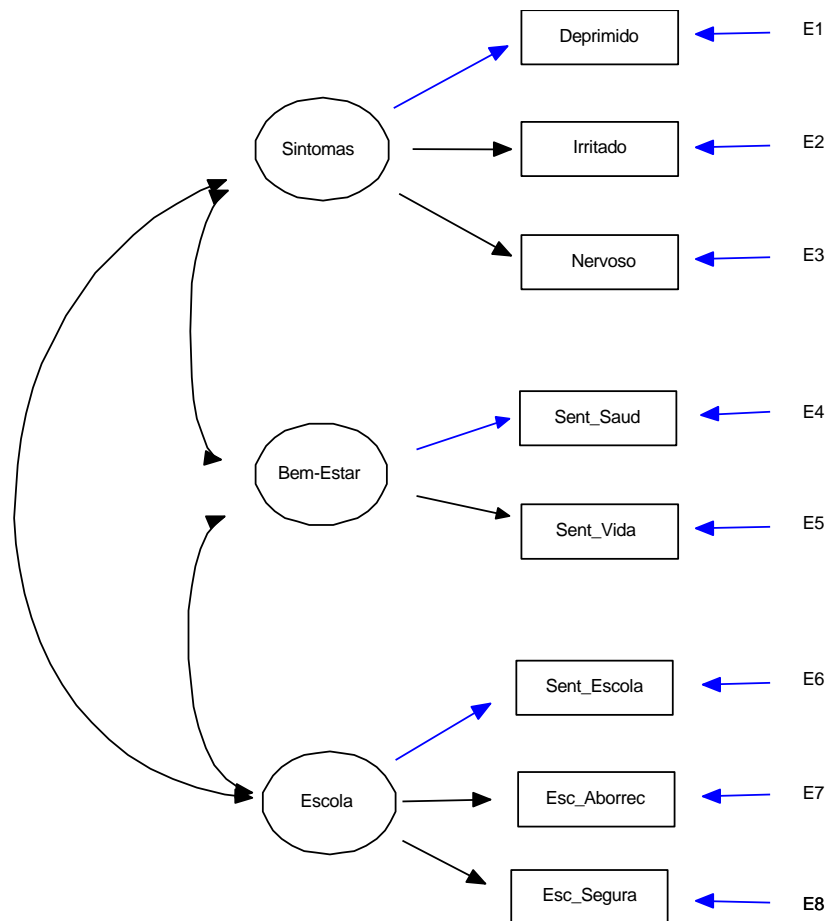 Deprimido
E1
Sintomas
Irritado
E2
Nervoso
E3
Sent_Saud
E4
Bem-Estar
Sent_Vida
E5
Sent_Escola
E6
Escola
Esc_Aborrec
E7
Esc_Segura
E8